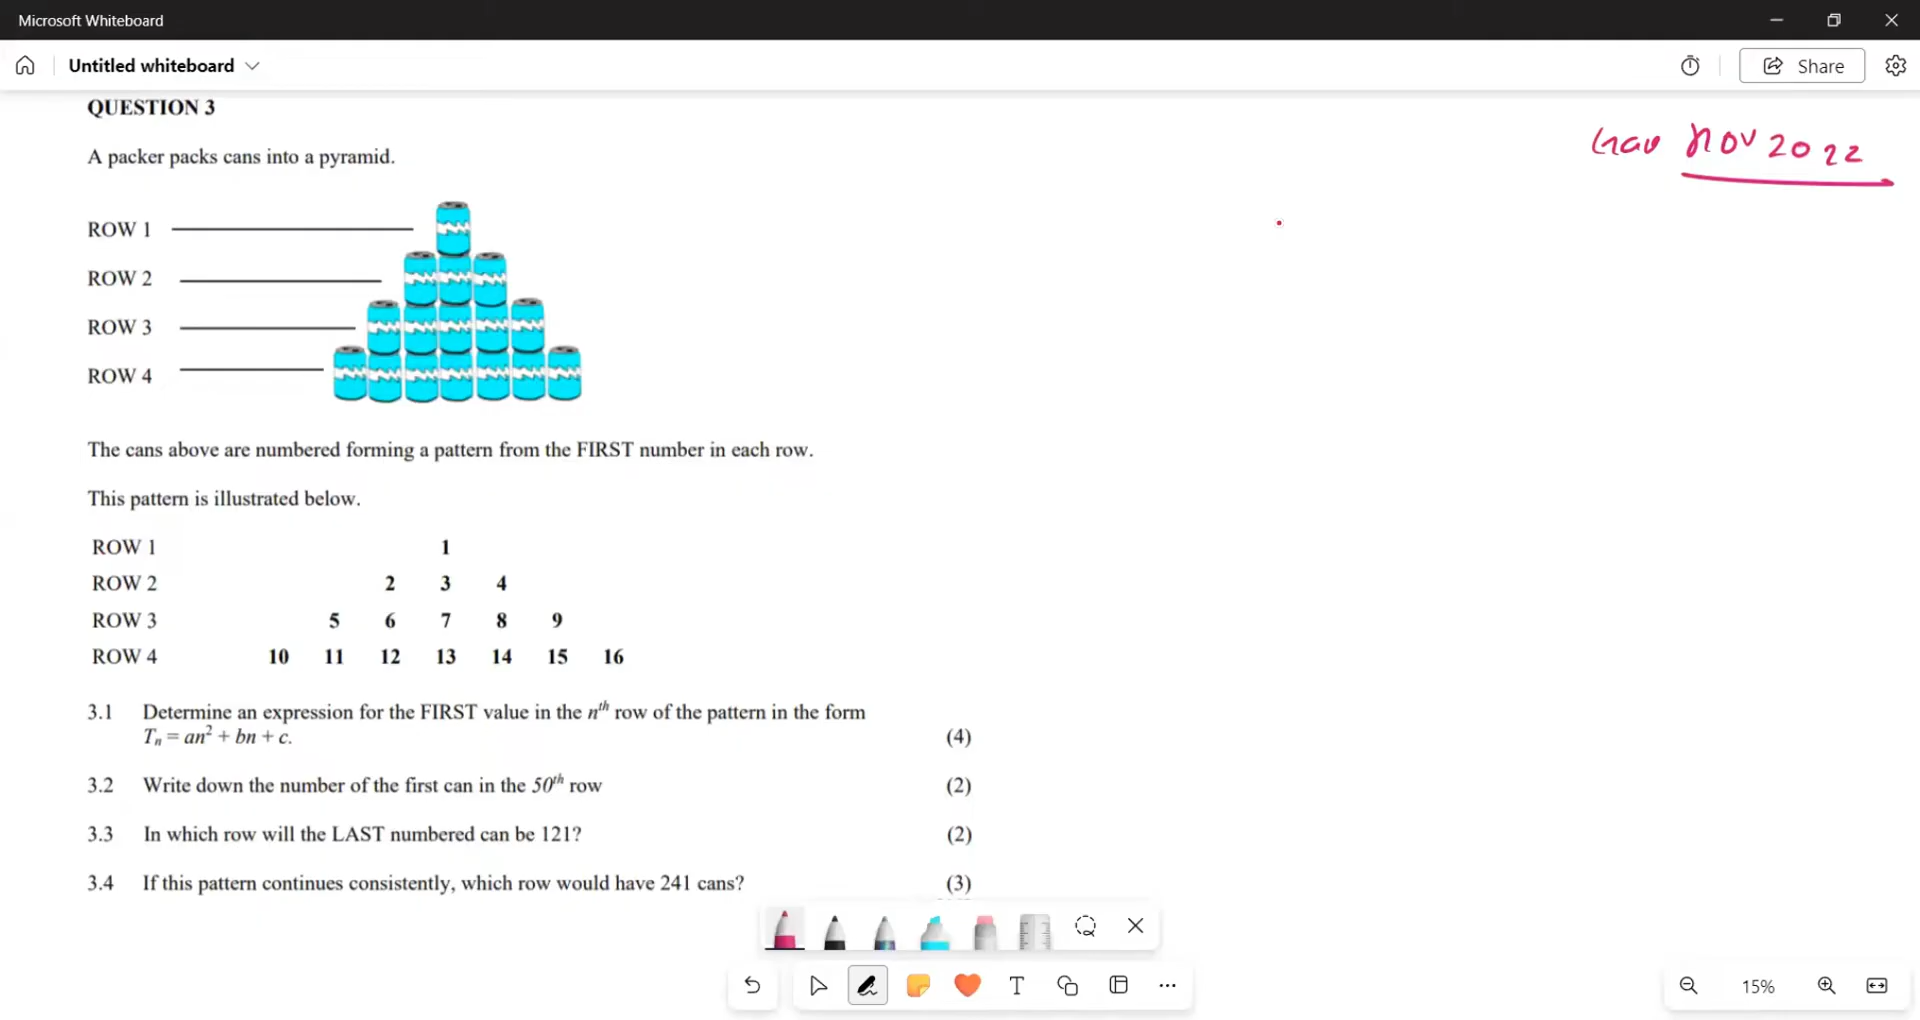 Microsoft Whiteboard
Untitled whiteboard
Share
QUESTION 3
Nov 2022
A packer packs cans into a pyramid.
ROW 1
ROW 2
ROW 3
ROW 4
The cans above are numbered forming a pattern from the FIRST number in each row.
This pattern is illustrated below.
ROW 1 1
ROW 2 2 3 4
ROW 3 5 6 7 8 9
ROW 4 10 11 12 13 14 15 16
3.1 Determine an expression for the FIRST value in the nᵗʰ row of the pattern in the form
Tₙ = an² + bn + c. (4)
3.2 Write down the number of the first can in the 50ᵗʰ row (2)
3.3 In which row will the LAST numbered can be 121? (2)
3.4 If this pattern continues consistently, which row would have 241 cans? (3)
15%